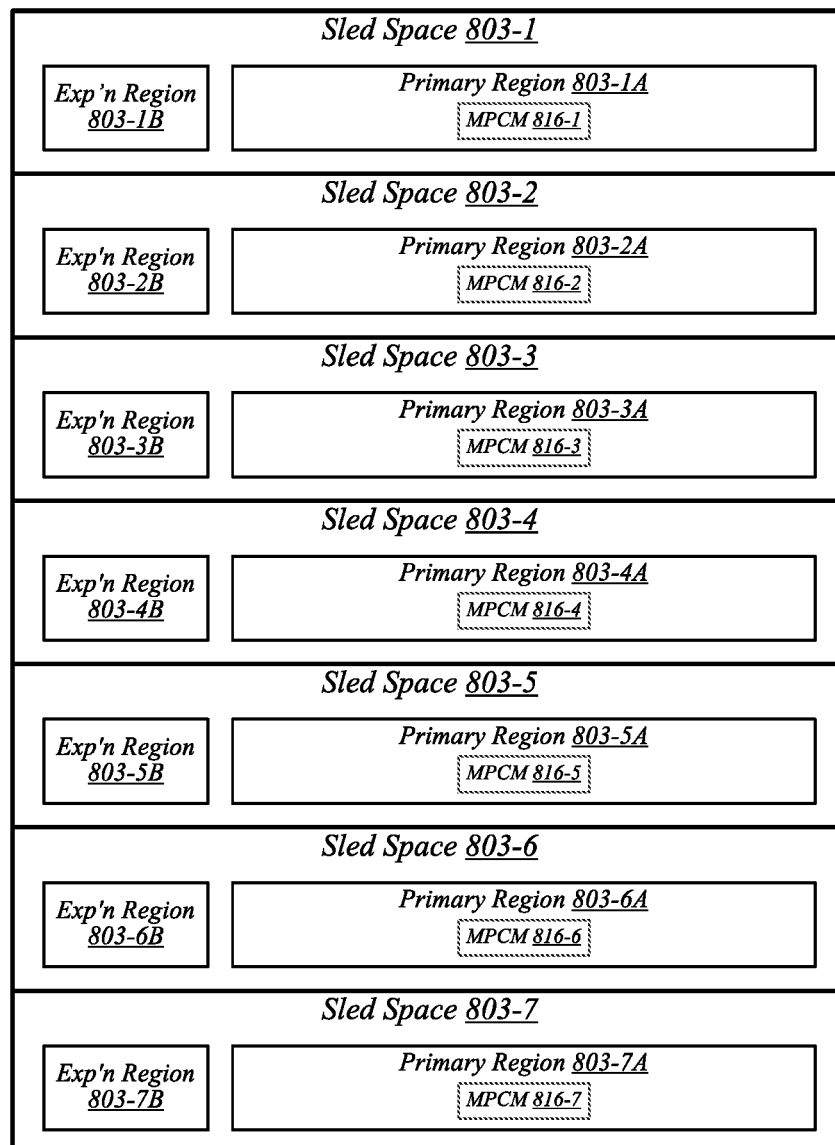 Sled Space 803-1
Exp’n Region
803-1B
Primary Region 803-1A
MPCM 816-1
Sled Space 803-2
Exp'n Region
803-2B
Primary Region 803-2A
MPCM 816-2
Sled Space 803-3
Exp'n Region
803-3B
Primary Region 803-3A
MPCM 816-3
Sled Space 803-4
Exp'n Region
803-4B
Primary Region 803-4A
MPCM 816-4
Sled Space 803-5
Exp'n Region
803-5B
Primary Region 803-5A
MPCM 816-5
Sled Space 803-6
Exp'n Region
803-6B
Primary Region 803-6A
MPCM 816-6
Sled Space 803-7
Exp'n Region
803-7B
Primary Region 803-7A
MPCM 816-7